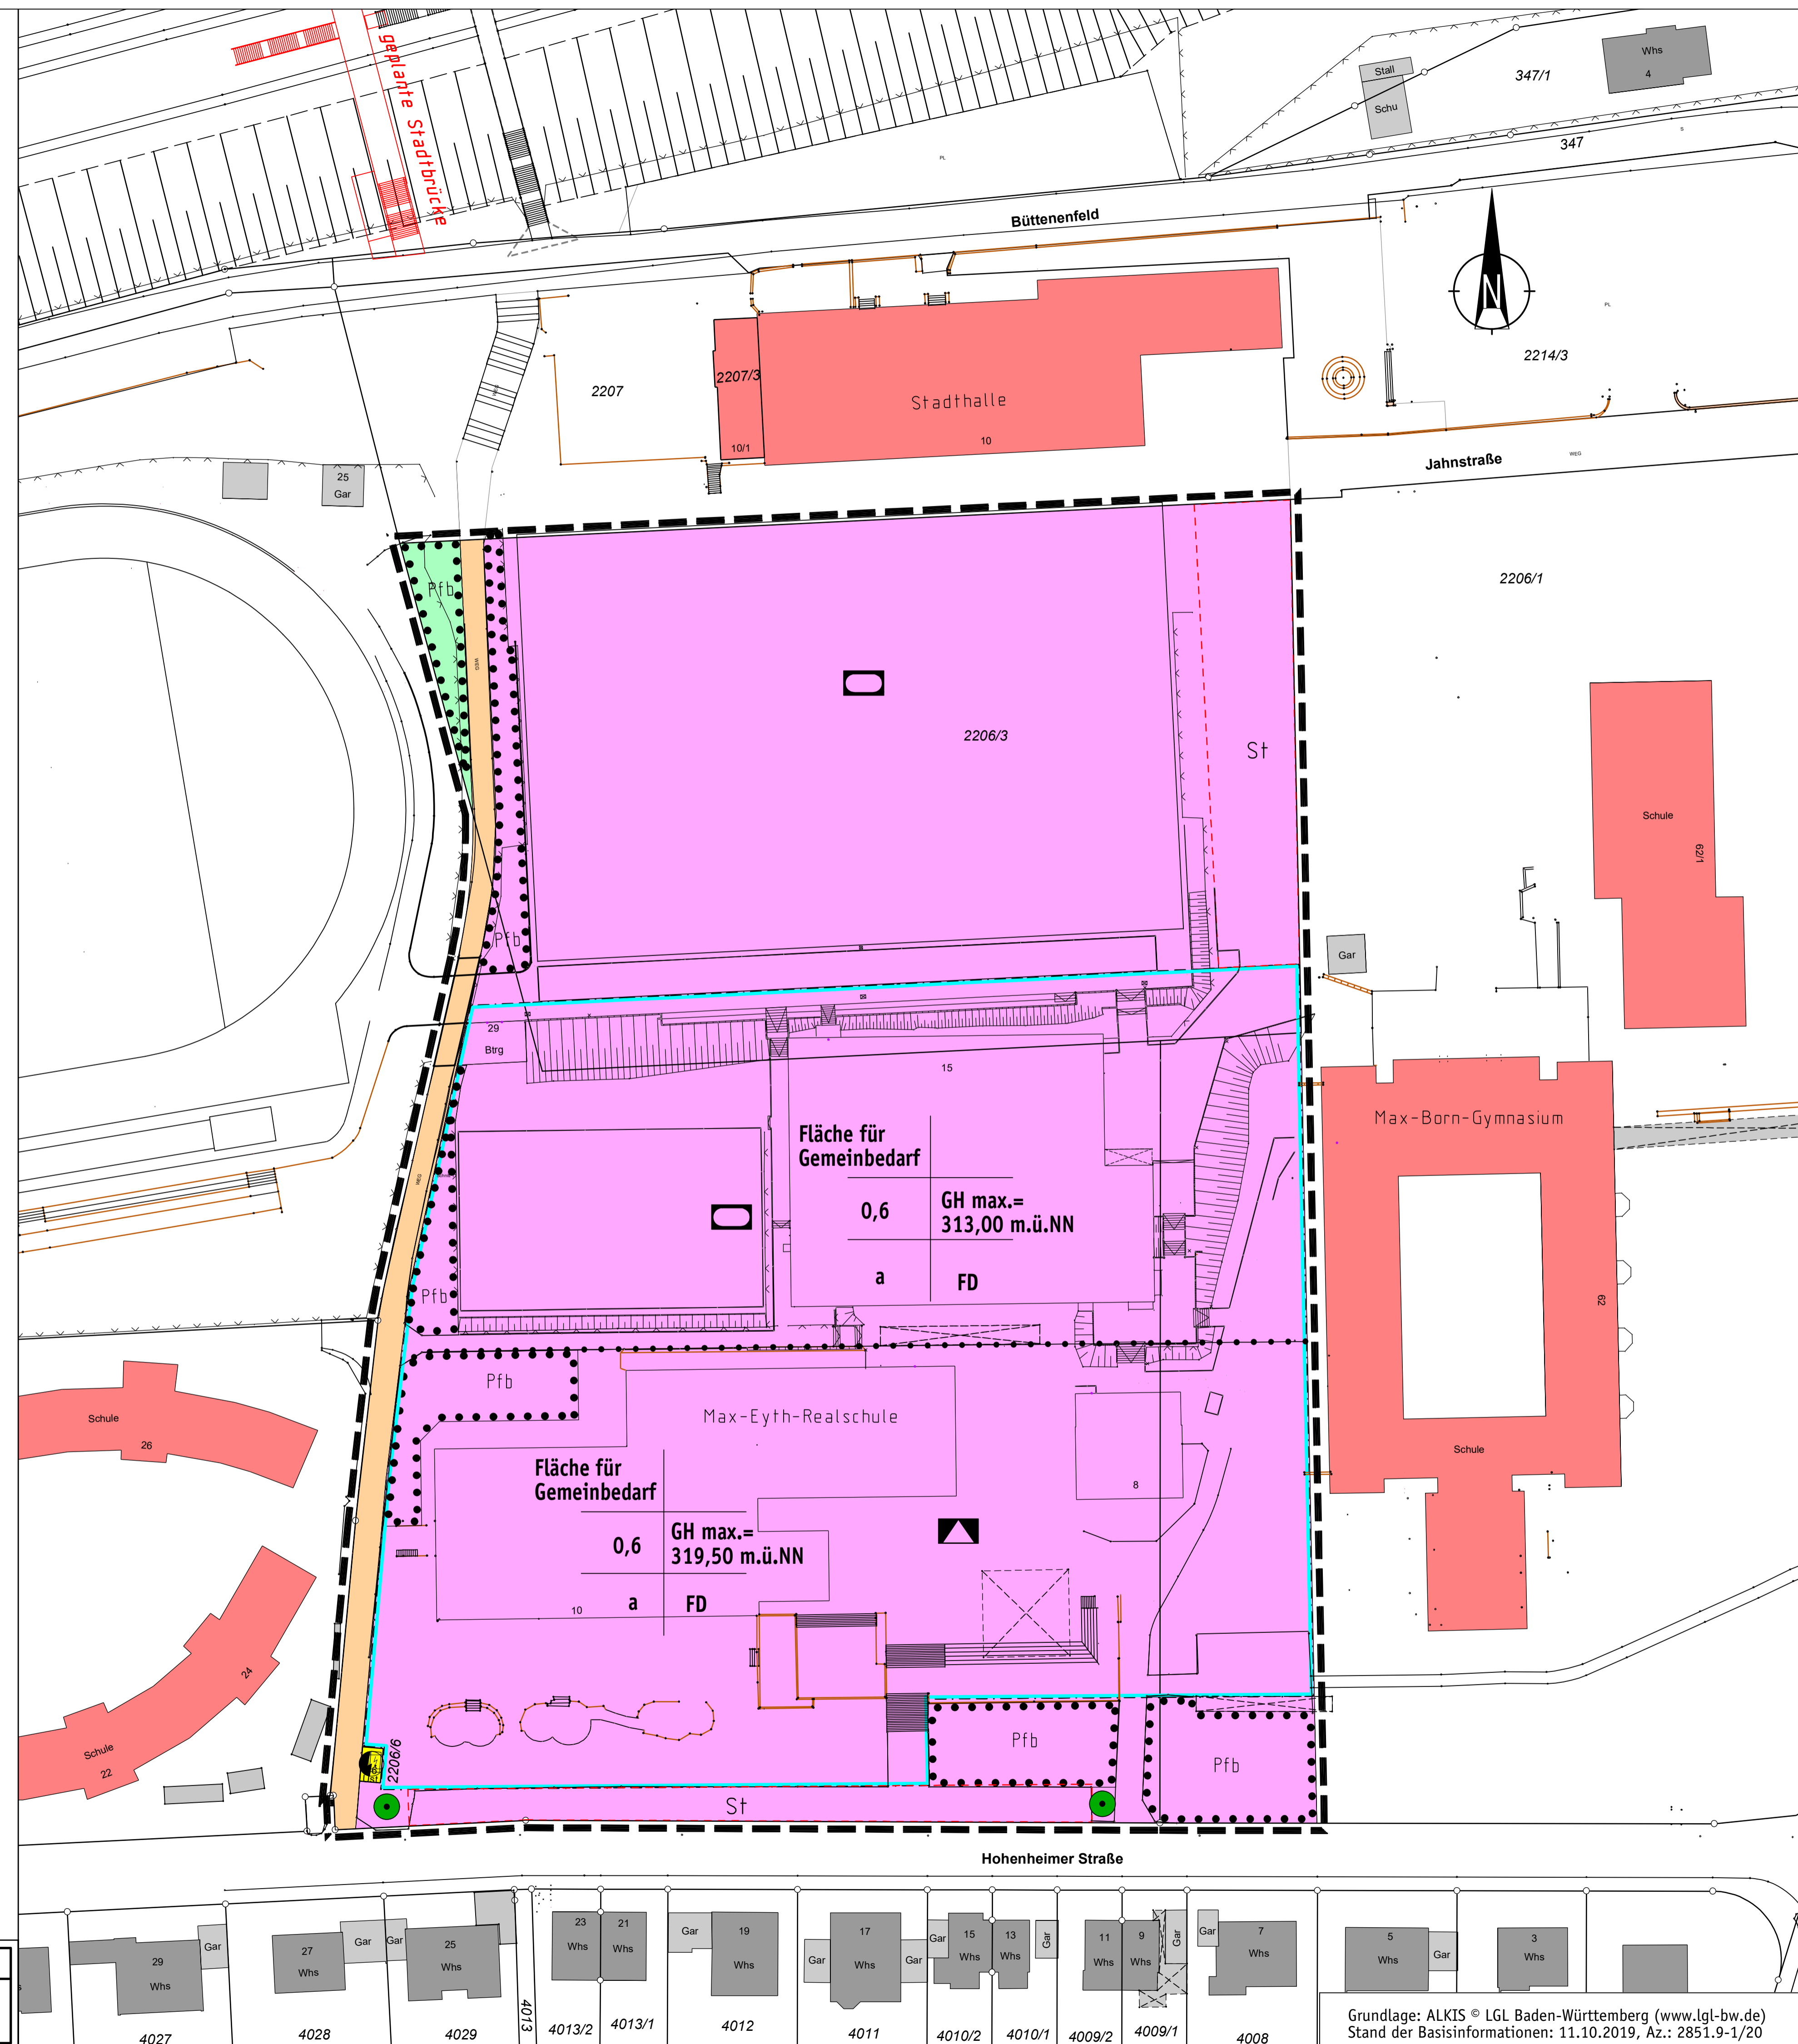 geplante Stadtbrücke
Whs
4
347/1
Stall
Schu
347
S
PL
Büttenenfeld
N
PL
2214/3
WEG
2207
2207/3
10/1
Stadthalle
10
Jahnstraße
WEG
25
Gar
Pfb
WEG
2206/3
St
2206/1
Schule
62/1
Pfb
Gar
29
Btrg
15
Max-Born-Gymnasium
Fläche für
Gemeinbedarf
0,6
GH max.=
313,00 m.ü.NN
a
FD
WEG
Pfb
62
Pfb
Max-Eyth-Realschule
Schule
26
Schule
Fläche für
Gemeinbedarf
8
0,6
GH max.=
319,50 m.ü.NN
a
FD
10
24
Schule
22
2206/6
Pfb
Pfb
St
Hohenheimer Straße
29
Whs
Gar
27
Whs
Gar
Gar
25
Whs
23
Whs
21
Whs
Gar
19
Whs
Gar
17
Whs
Gar
Gar
15
Whs
13
Whs
Gar
11
Whs
9
Whs
Gar
Gar
7
Whs
5
Whs
Gar
3
Whs
4027
4028
4029
4013
4013/2
4013/1
4012
4011
4010/2
4010/1
4009/2
4009/1
4008
Grundlage: ALKIS © LGL Baden-Württemberg (www.lgl-bw.de)
Stand der Basisinformationen: 11.10.2019, Az.: 2851.9-1/20